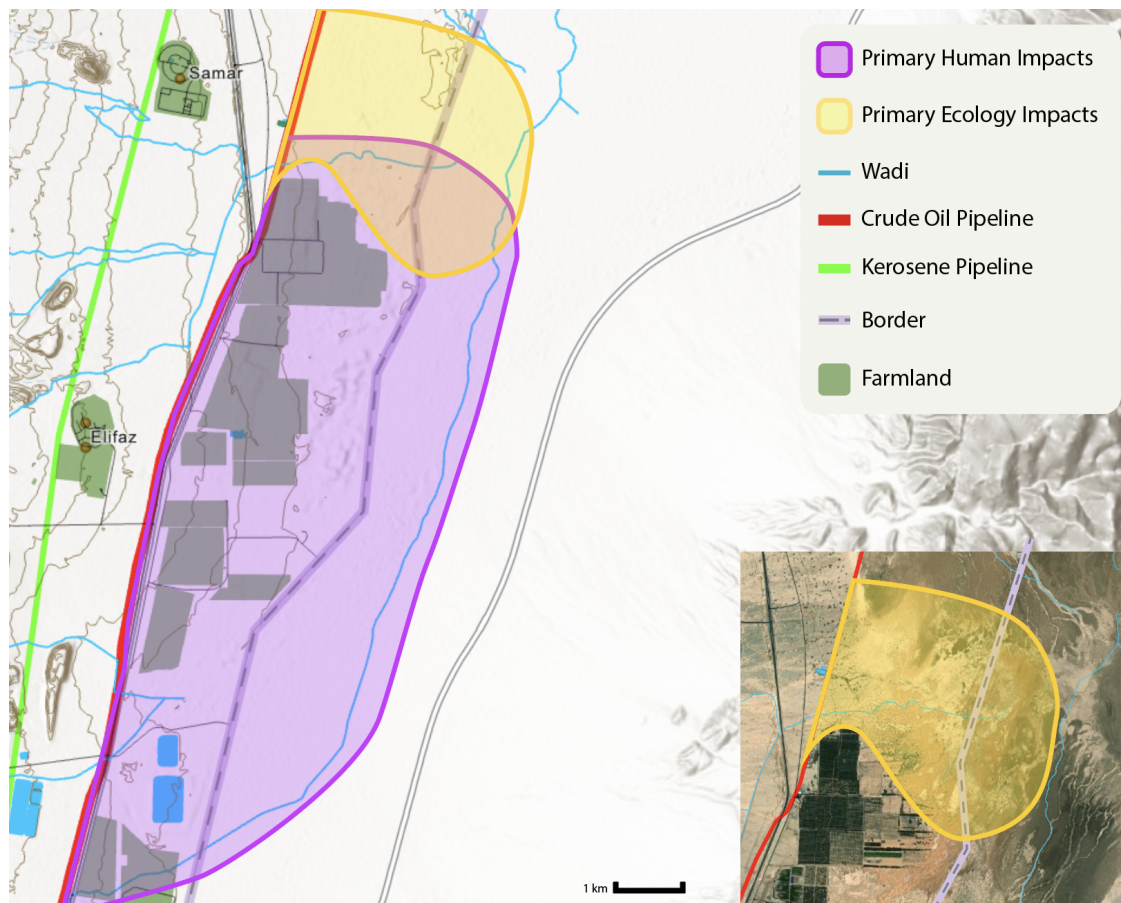 Samar
Elifaz
Primary Human Impacts
Primary Ecology Impacts
Wadi
Crude Oil Pipeline
Kerosene Pipeline
Border
Farmland
1 km